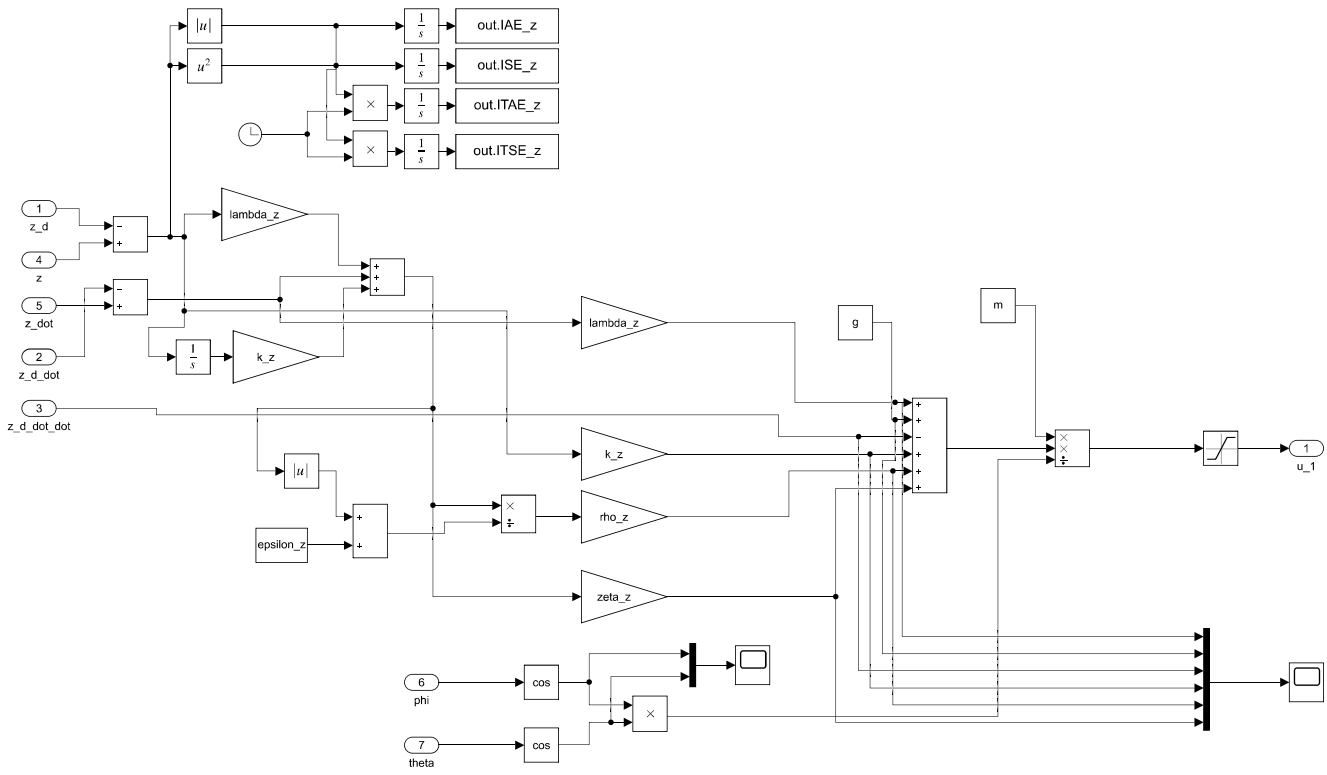 |u|
1
s
out.IAE_z
u²
1
s
out.ISE_z
×
1
s
out.ITAE_z
×
1
s
out.ITSE_z
1
z_d
−
+
lambda_z
4
z
+
+
+
5
z_dot
−
+
2
z_d_dot
1
s
k_z
lambda_z
g
m
3
z_d_dot_dot
+
+
−
+
+
+
×
×
÷
1
u_1
|u|
k_z
+
+
epsilon_z
×
÷
rho_z
zeta_z
6
phi
cos
×
7
theta
cos